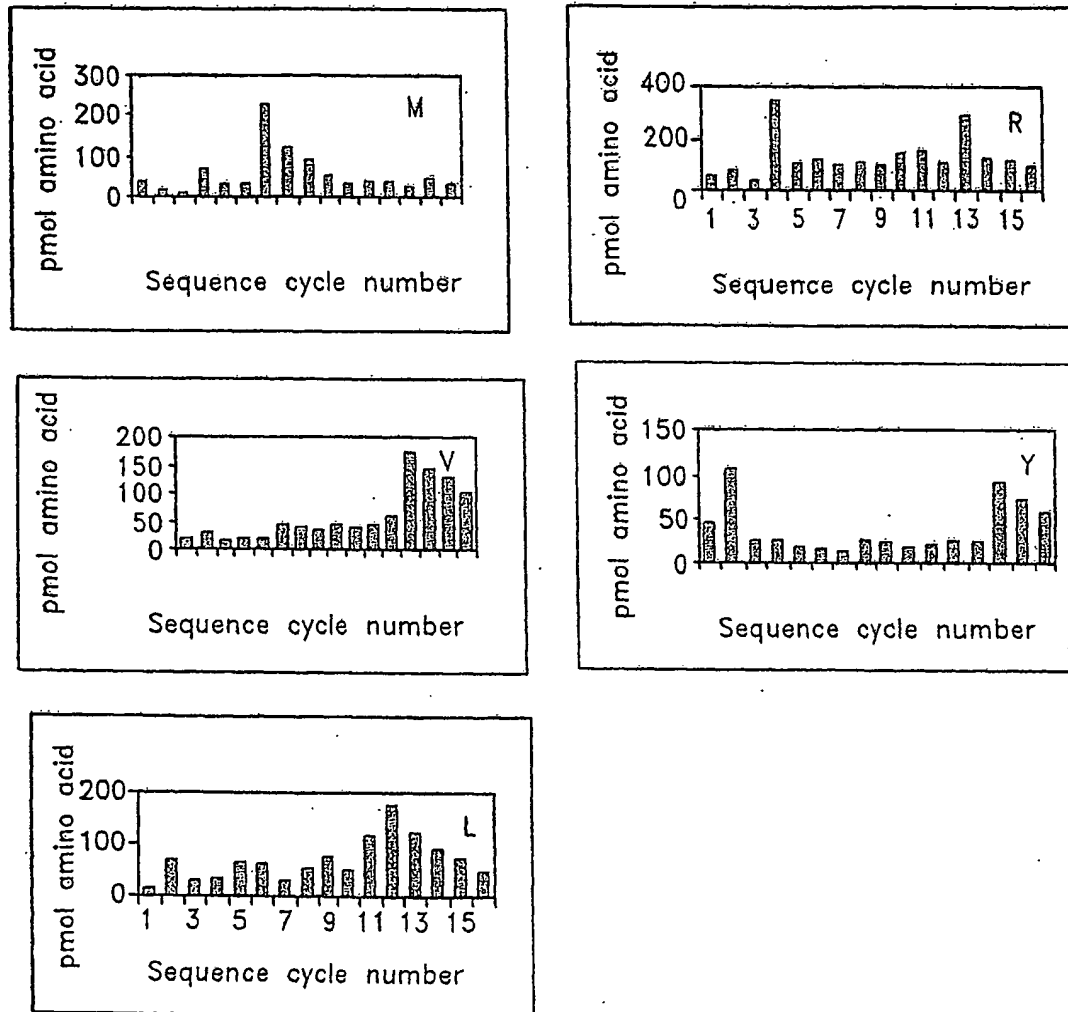 pmol amino acid
300
200
100
0
M
Sequence cycle number
pmol amino acid
400
200
0
R
1 3 5 7 9 11 13 15
Sequence cycle number
pmol amino acid
200
150
100
50
0
V
Sequence cycle number
pmol amino acid
150
100
50
0
Y
Sequence cycle number
pmol amino acid
200
100
0
L
1 3 5 7 9 11 13 15
Sequence cycle number